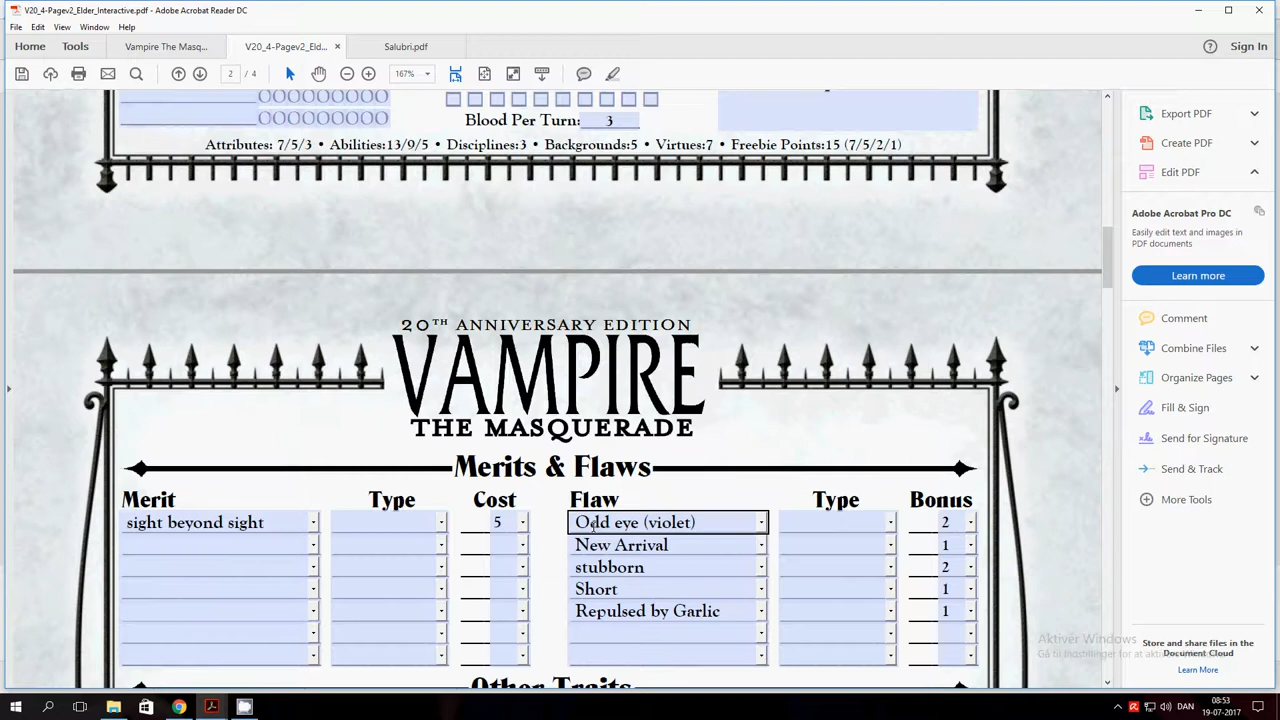 V20_4-Pagev2_Elder_Interactive.pdf - Adobe Acrobat Reader DC
File Edit View Window Help
Home Tools Vampire The Masq... V20_4-Pagev2_Eld... × Salubri.pdf Sign In
2 / 4 167%
Blood Per Turn: 3
Attributes: 7/5/3 • Abilities:13/9/5 • Disciplines:3 • Backgrounds:5 • Virtues:7 • Freebie Points:15 (7/5/2/1)
20TH ANNIVERSARY EDITION
VAMPIRE
THE MASQUERADE
Merits & Flaws
Merit Type Cost Flaw Type Bonus
sight beyond sight 5 Odd eye (violet) 2
New Arrival 1
stubborn 2
Short 1
Repulsed by Garlic 1
Other Traits
Export PDF
Create PDF
Edit PDF
Adobe Acrobat Pro DC
Easily edit text and images in
PDF documents
Learn more
Comment
Combine Files
Organize Pages
Fill & Sign
Send for Signature
Send & Track
More Tools
Aktiver Windows
Gå til Indstillinger for at
Store and share files in the
Document Cloud
Learn More
DAN
08:53
19-07-2017